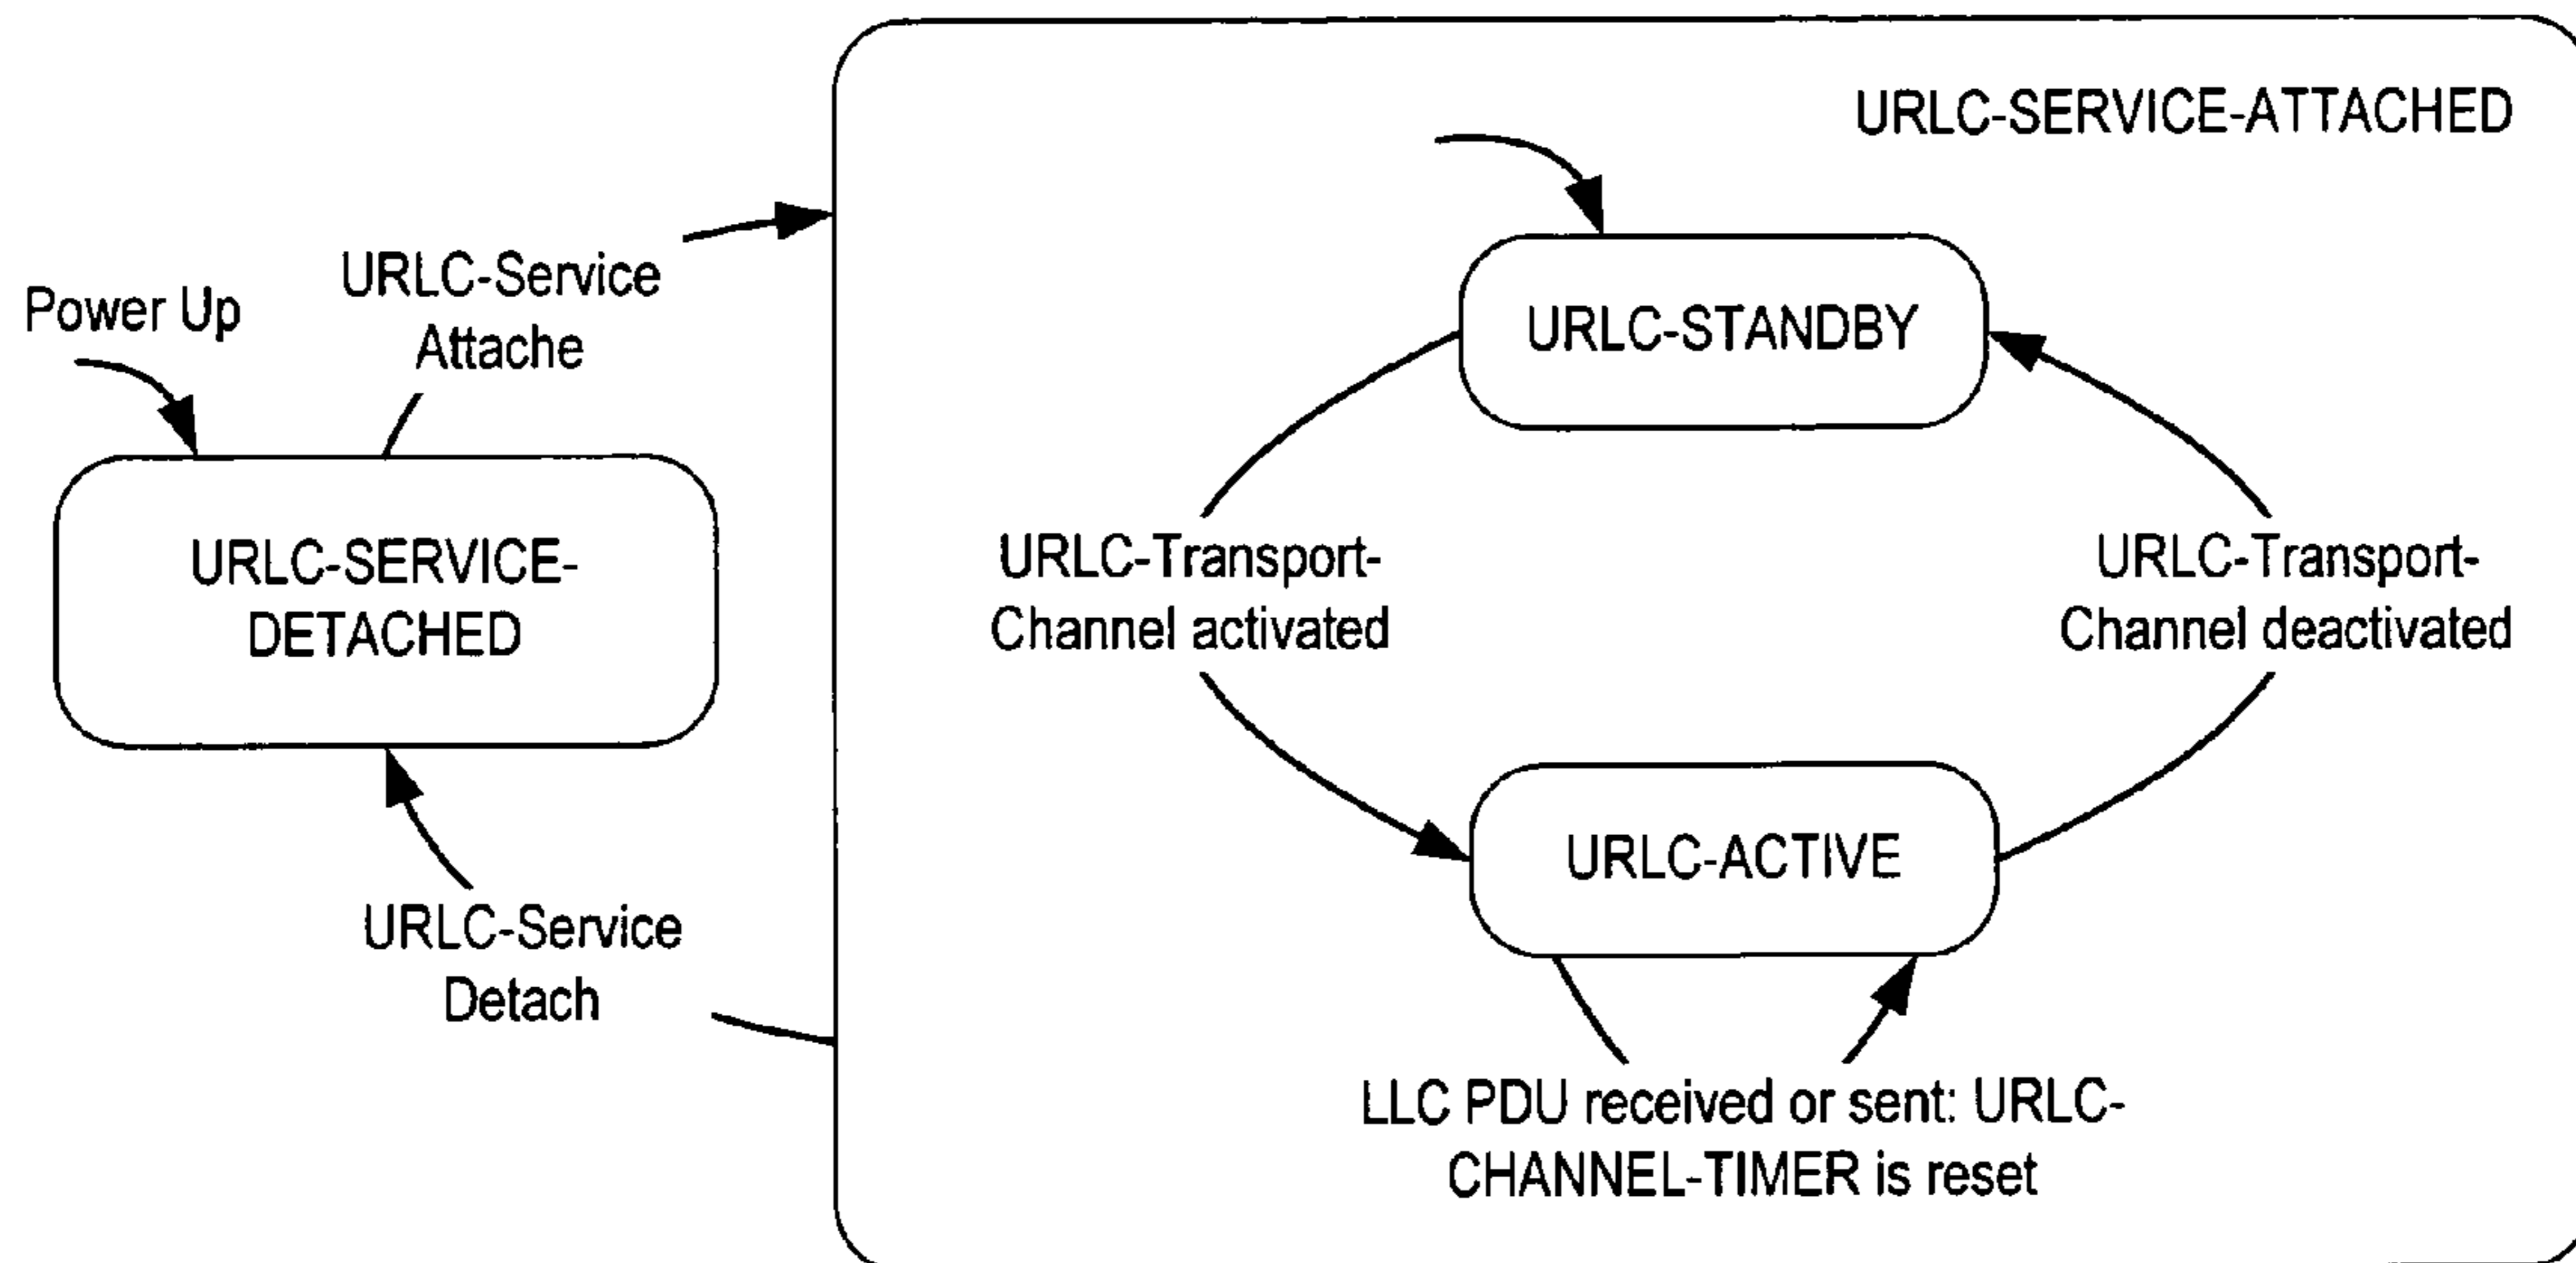 URLC-SERVICE-ATTACHED
Power Up
URLC-Service
Attache
URLC-SERVICE-
DETACHED
URLC-Service
Detach
URLC-STANDBY
URLC-Transport-
Channel activated
URLC-Transport-
Channel deactivated
URLC-ACTIVE
LLC PDU received or sent: URLC-
CHANNEL-TIMER is reset